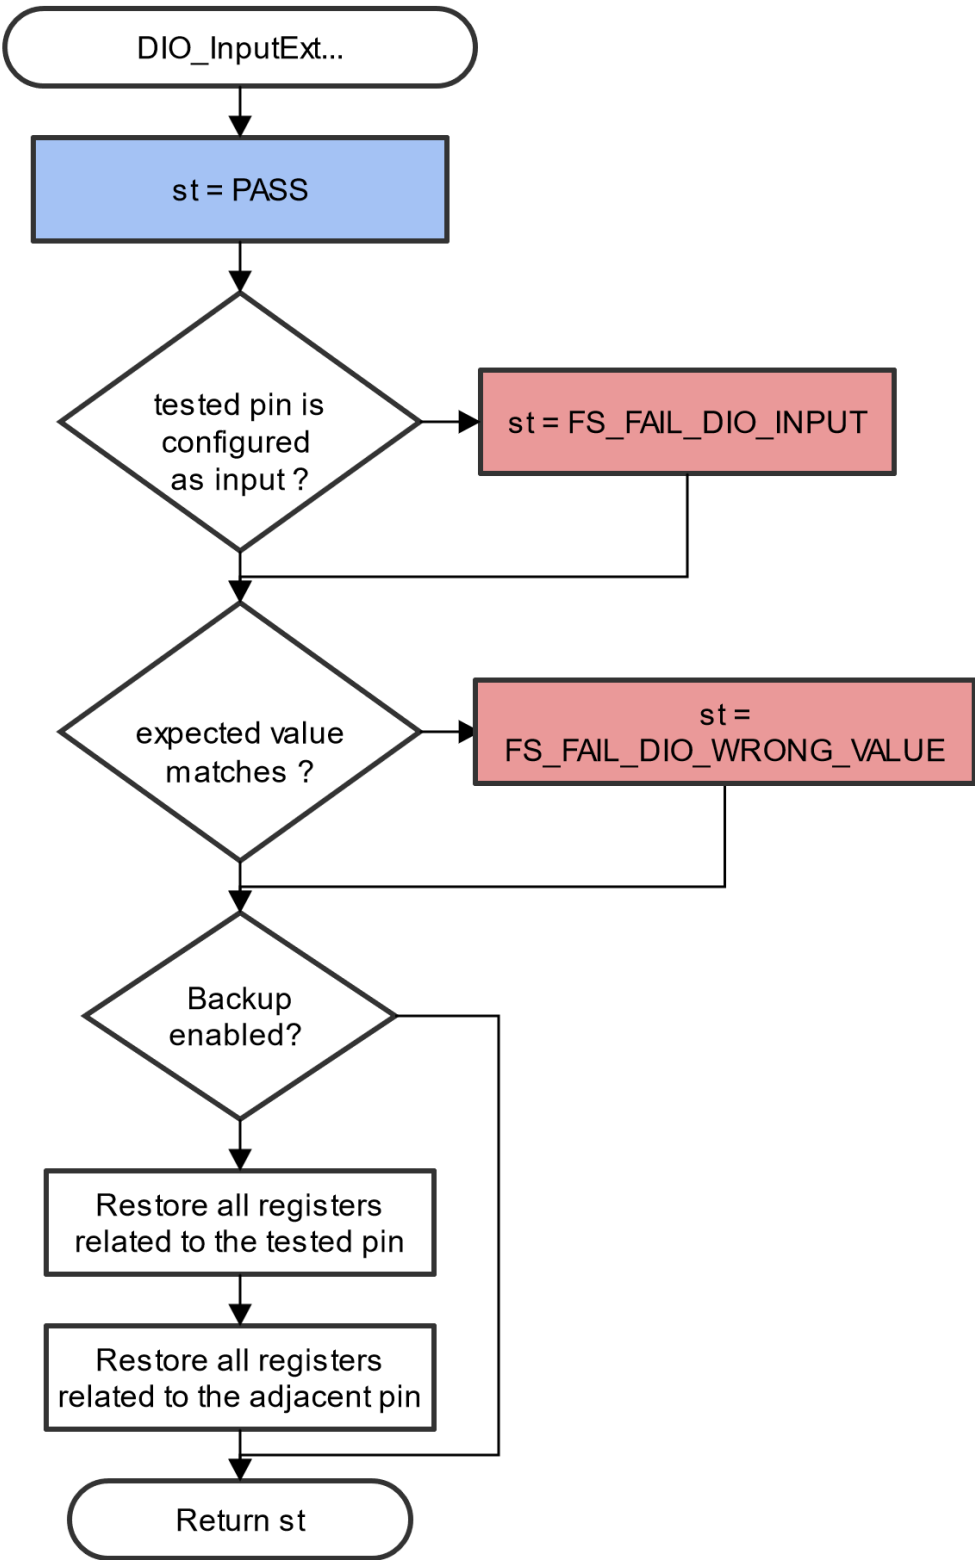 DIO_InputExt...
st = PASS
tested pin is
configured
as input ?
st = FS_FAIL_DIO_INPUT
expected value
matches ?
st =
FS_FAIL_DIO_WRONG_VALUE
Backup
enabled?
Restore all registers
related to the tested pin
Restore all registers
related to the adjacent pin
Return st